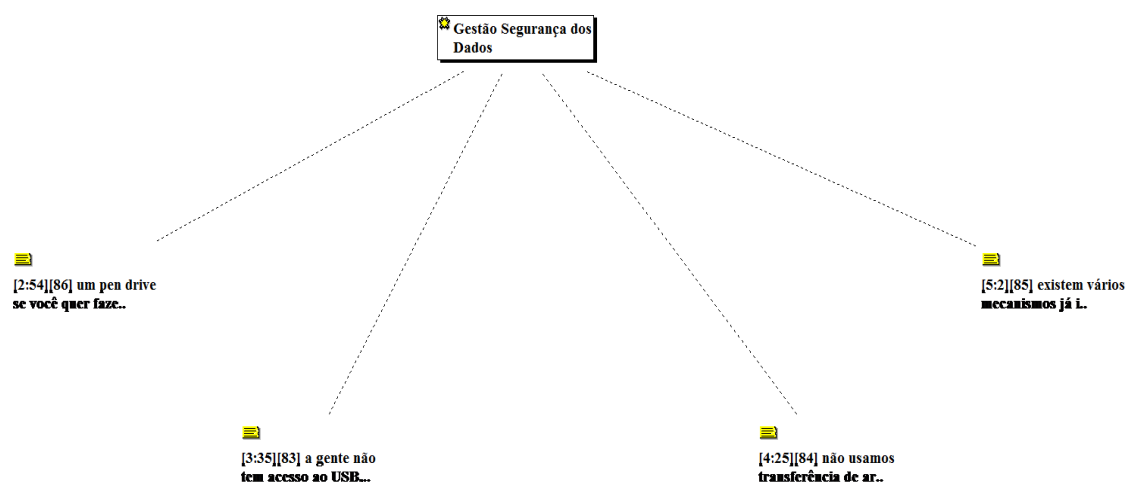 Gestão Segurança dos
Dados
[2:54][86] um pen drive
se você quer faze..
[5:2][85] existem vários
mecanismos já i..
[3:35][83] a gente não
tem acesso ao USB...
[4:25][84] não usamos
transferência de ar..